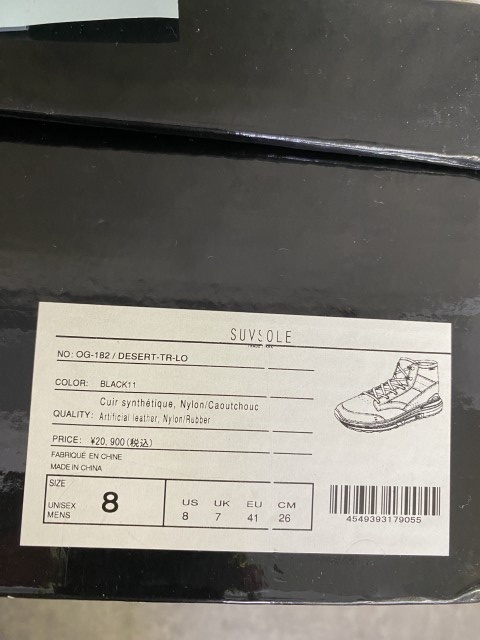 SUVSOLE
NO: OG-182 / DESERT-TR-LO
COLOR: BLACK11
Cuir synthétique, Nylon/Caoutchouc
QUALITY: Artificial leather, Nylon/Rubber
PRICE: ¥20,900(税込)
FABRIQUÉ EN CHINE
MADE IN CHINA
SIZE
UNISEX
MENS
8
US UK EU CM
8 7 41 26
4549393179055